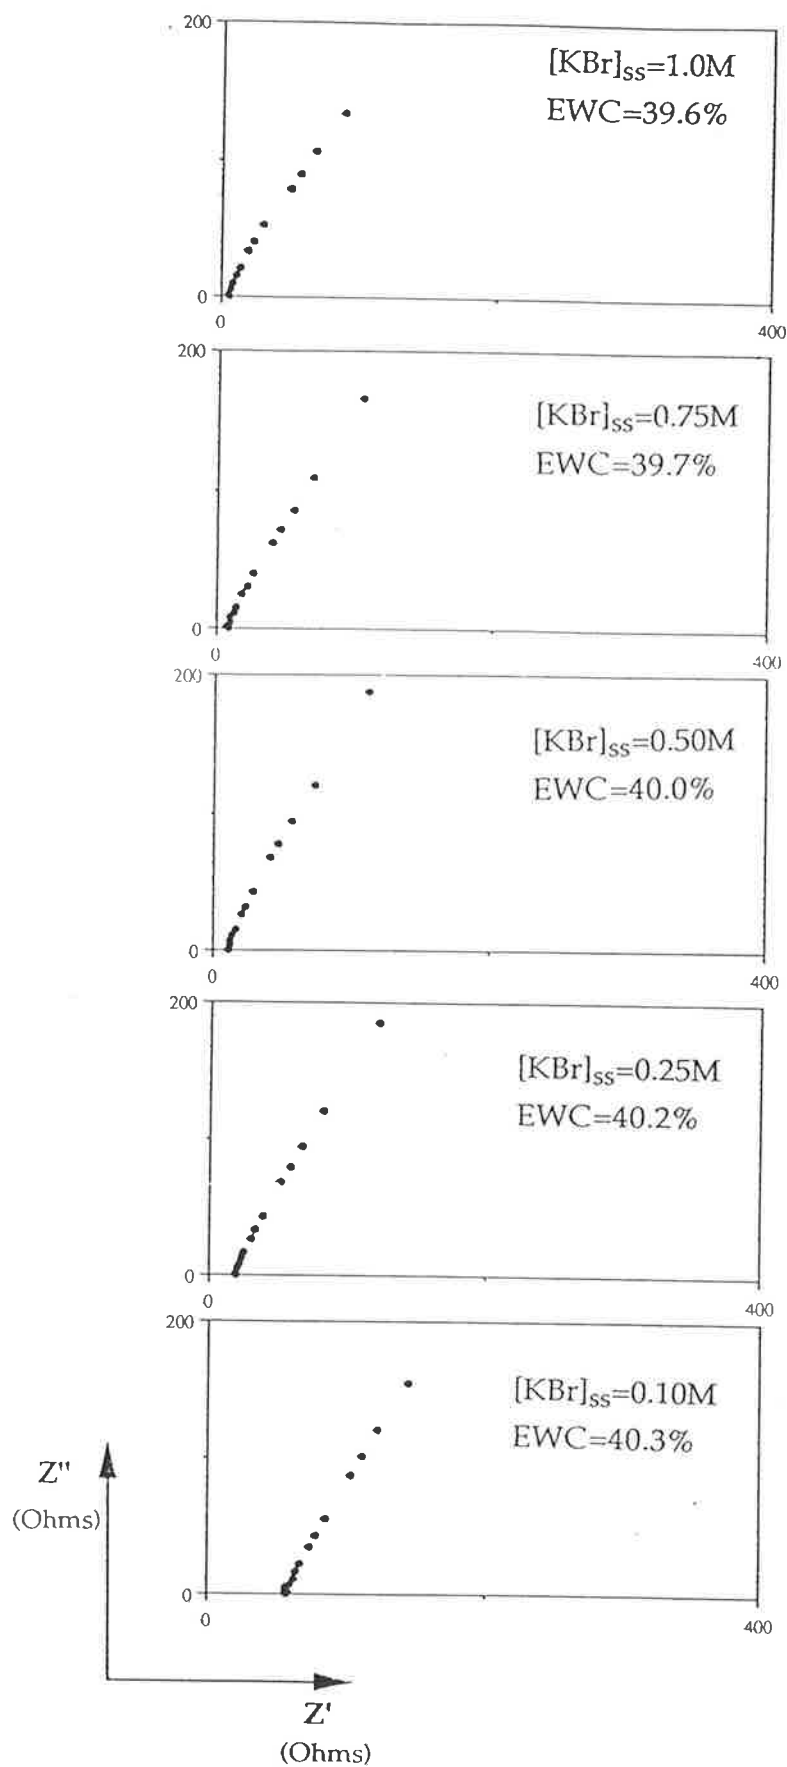 200
[KBr]ss=1.0M
EWC=39.6%
0
0
400
200
[KBr]ss=0.75M
EWC=39.7%
0
0
400
200
[KBr]ss=0.50M
EWC=40.0%
0
0
400
200
[KBr]ss=0.25M
EWC=40.2%
0
0
400
200
[KBr]ss=0.10M
EWC=40.3%
Z"
(Ohms)
0
0
400
Z'
(Ohms)